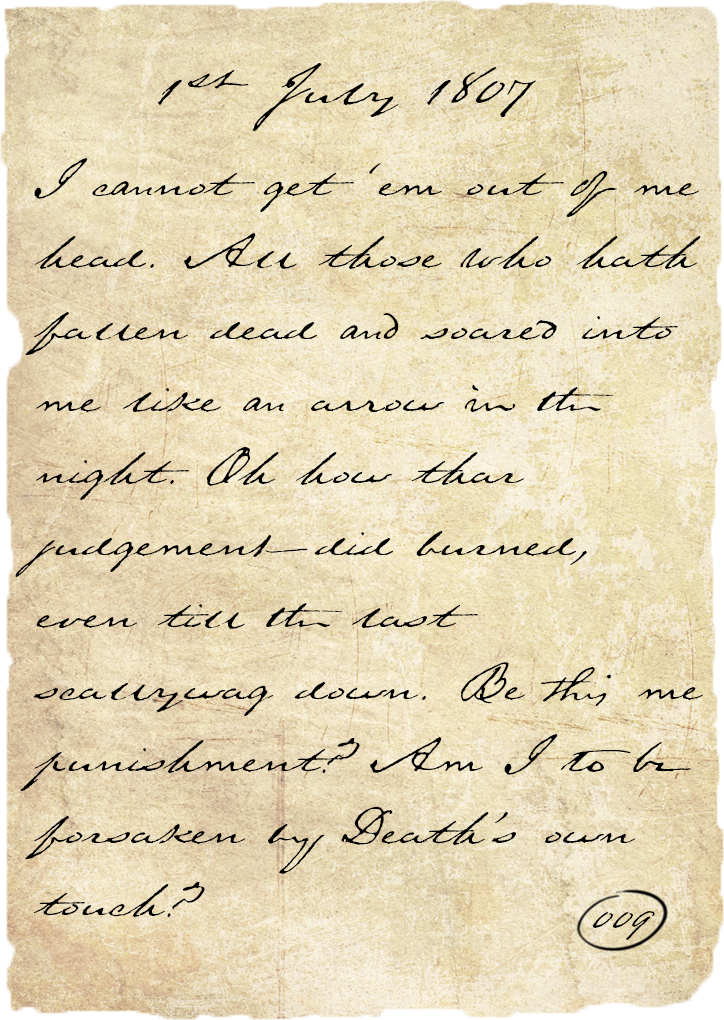 1st July 1807
I cannot get 'em out of me
head. All those who hath
fallen dead and soared into
me like an arrow in the
night. Oh how thar
judgement did burned,
even till the last
scallywag down. Be this me
punishment? Am I to be
forsaken by Death's own
touch?
009